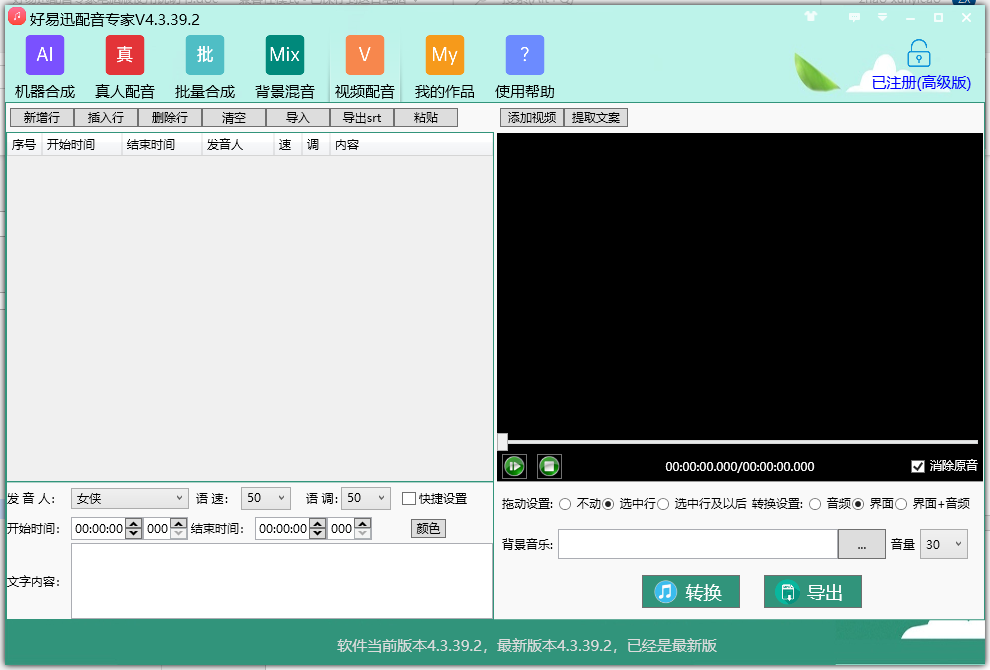 好易迅配音专家V4.3.39.2
AI 真 批 Mix V My ?
机器合成 真人配音 批量合成 背景混音 视频配音 我的作品 使用帮助 已注册(高级版)
新增行 插入行 删除行 清空 导入 导出srt 粘贴 添加视频 提取文案
序号 开始时间 结束时间 发音人 速 调 内容
00:00:00.000/00:00:00.000 消除原音
发音人: 女侠 语速: 50 语调: 50 快捷设置 拖动设置: 不动 选中行 选中行及以后 转换设置: 音频 界面 界面+音频
开始时间: 00:00:00 000 结束时间: 00:00:00 000 颜色
背景音乐: ... 音量 30
文字内容:
转换 导出
软件当前版本4.3.39.2，最新版本4.3.39.2，已经是最新版